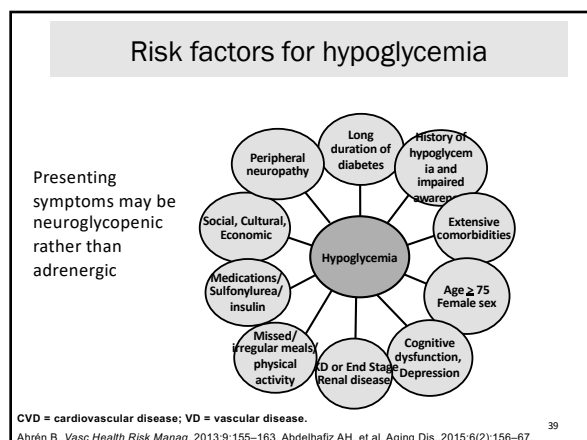 Risk factors for hypoglycemia
Presenting
symptoms may be
neuroglycopenic
rather than
adrenergic
Long
duration of
diabetes
History of
hypoglycem
ia and
impaired
Extensive
comorbidities
Age ≥ 75
Female sex
Cognitive
dysfunction,
Depression
D or End Stage
Renal disease
Missed/
irregular meals/
physical
activity
Medications/
Sulfonylurea/
insulin
Social, Cultural,
Economic
Peripheral
neuropathy
Hypoglycemia
CVD = cardiovascular disease; VD = vascular disease.
39
Ahrén B. Vasc Health Risk Manag. 2013;9:155–163. Abdelhafiz AH, et al. Aging Dis. 2015;6(2):156–67.